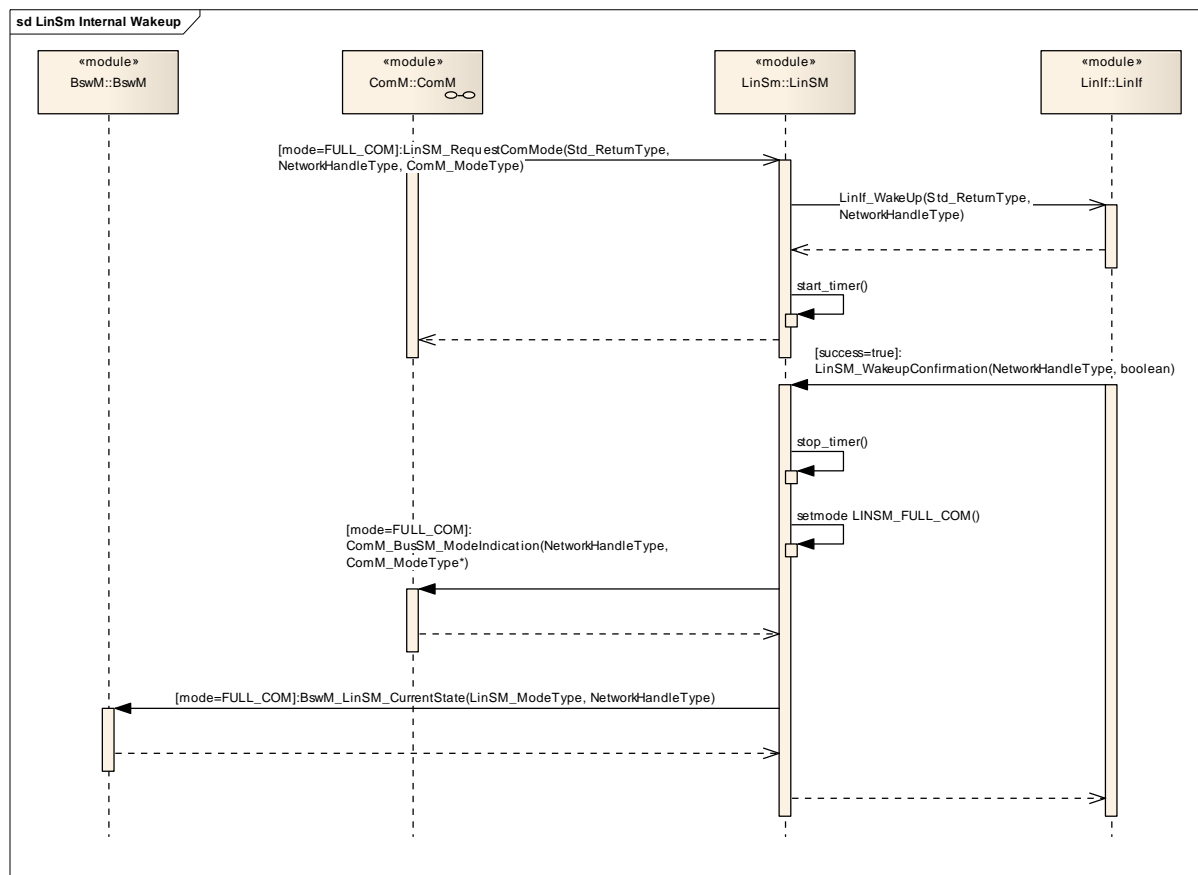 sd LinSm Internal Wakeup
«module»
BswM::BswM
«module»
ComM::ComM
«module»
LinSm::LinSM
«module»
LinIf::LinIf
[mode=FULL_COM]:LinSM_RequestComMode(Std_ReturnType,
NetworkHandleType, ComM_ModeType)
LinIf_WakeUp(Std_ReturnType,
NetworkHandleType)
start_timer()
[success=true]:
LinSM_WakeupConfirmation(NetworkHandleType, boolean)
stop_timer()
setmode LINSM_FULL_COM()
[mode=FULL_COM]:
ComM_BusSM_ModeIndication(NetworkHandleType,
ComM_ModeType*)
[mode=FULL_COM]:BswM_LinSM_CurrentState(LinSM_ModeType, NetworkHandleType)